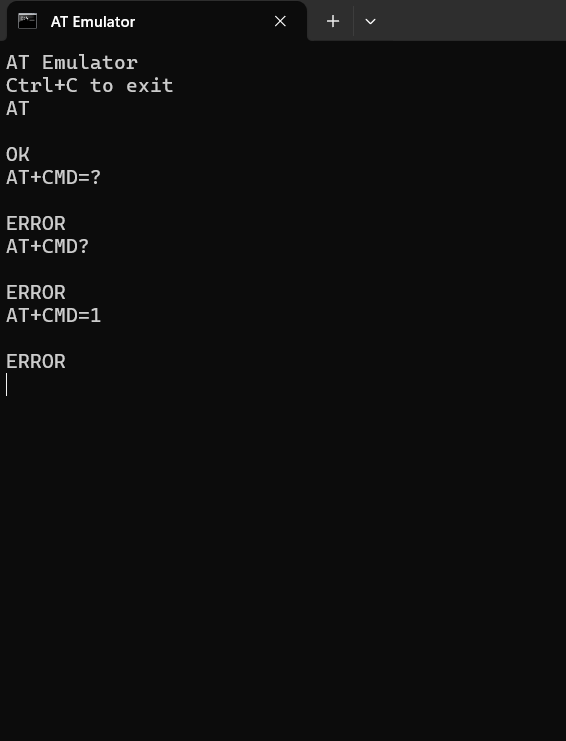 AT Emulator
AT Emulator
Ctrl+C to exit
AT
OK
AT+CMD=?
ERROR
AT+CMD?
ERROR
AT+CMD=1
ERROR